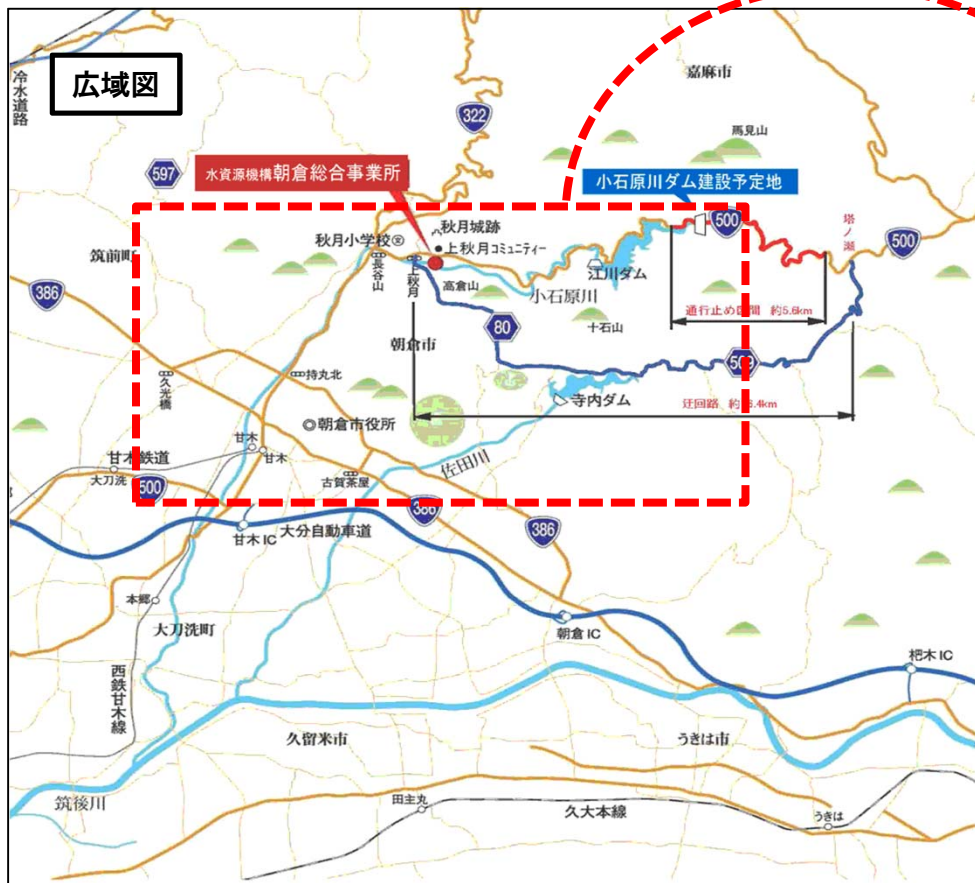 広域図
冷水道路
嘉麻市
322
馬見山
597
水資源機構朝倉総合事業所
小石原川ダム建設予定地
500
塔ノ瀬
500
秋月城跡
秋月小学校
上秋月コミュニティー
筑前町
長谷山
上秋月
江川ダム
386
高倉山
小石原川
通行止め区間 約5.6km
十石山
80
朝倉市
509
久光橋
持丸北
寺内ダム
迂回路
朝倉市役所
甘木
甘木
佐田川
甘木鉄道
大刀洗
500
古賀茶屋
386
386
甘木IC
大分自動車道
本郷
大刀洗町
朝倉IC
杷木IC
西鉄甘木線
久留米市
うきは市
筑後川
田主丸
久大本線
うきは